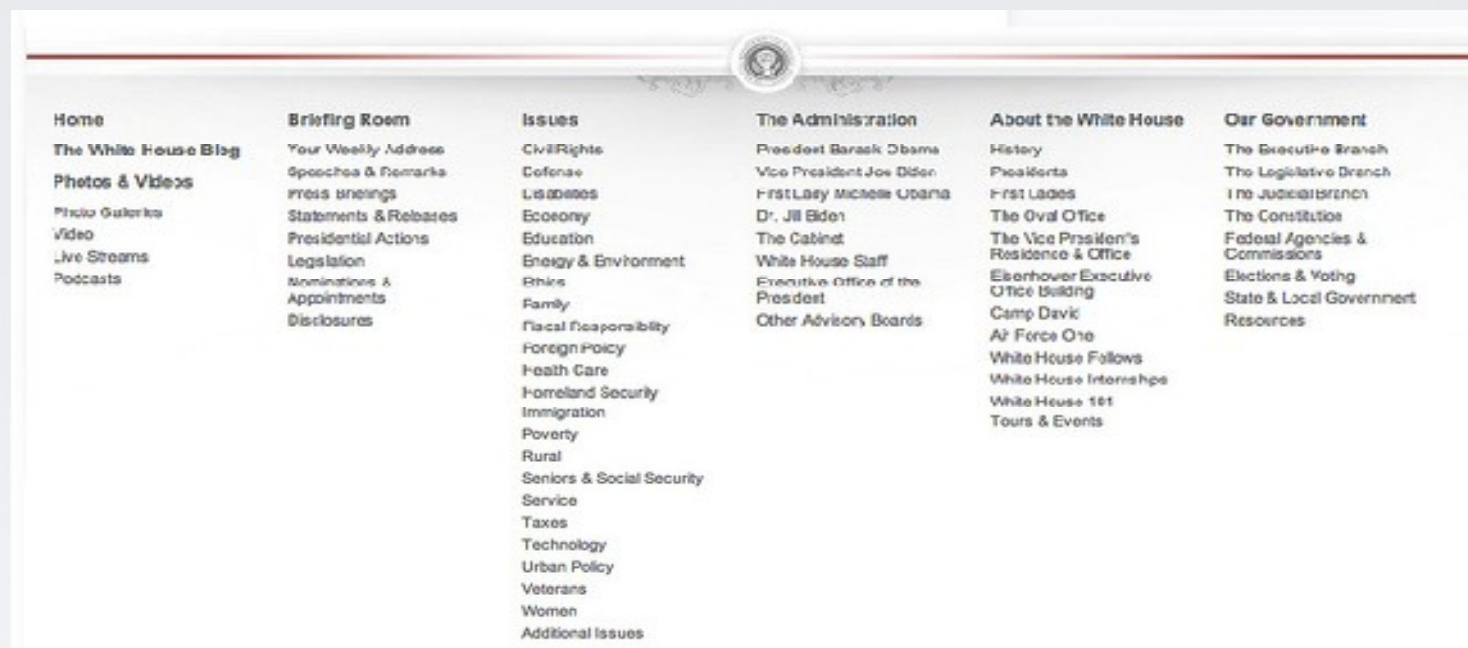 Home
The White House Blog
Photos & Videos
Photo Galleries
Video
Live Streams
Podcasts
Briefing Room
Your Weekly Address
Speeches & Remarks
Press Briefings
Statements & Releases
Presidential Actions
Legislation
Nominations &
Appointments
Disclosures
Issues
Civil Rights
Defense
Disabilities
Economy
Education
Energy & Environment
Ethics
Family
Fiscal Responsibility
Foreign Policy
Health Care
Homeland Security
Immigration
Poverty
Rural
Seniors & Social Security
Service
Taxes
Technology
Urban Policy
Veterans
Women
Additional Issues
The Administration
President Barack Obama
Vice President Joe Biden
First Lady Michelle Obama
Dr. Jill Biden
The Cabinet
White House Staff
Executive Office of the
President
Other Advisory Boards
About the White House
History
Presidents
First Ladies
The Oval Office
The Vice President's
Residence & Office
Eisenhower Executive
Office Building
Camp David
Air Force One
White House Fellows
White House Internships
White House 101
Tours & Events
Our Government
The Executive Branch
The Legislative Branch
The Judicial Branch
The Constitution
Federal Agencies &
Commissions
Elections & Voting
State & Local Government
Resources